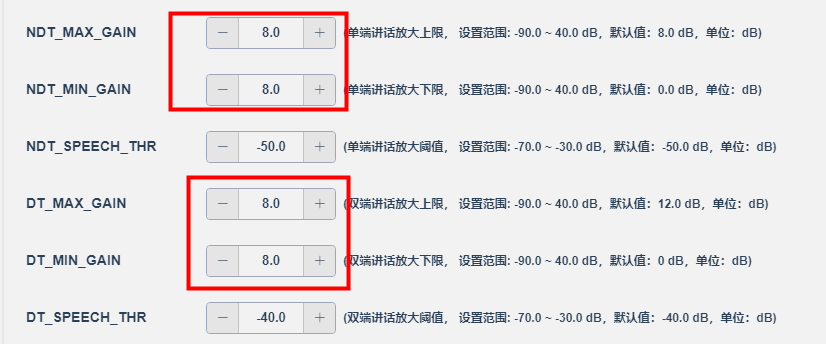 NDT_MAX_GAIN － 8.0 + (单端讲话放大上限， 设置范围: -90.0 ~ 40.0 dB，默认值：8.0 dB，单位：dB)
NDT_MIN_GAIN － 8.0 + (单端讲话放大下限， 设置范围: -90.0 ~ 40.0 dB，默认值：0.0 dB，单位：dB)
NDT_SPEECH_THR － -50.0 + (单端讲话放大阈值， 设置范围: -70.0 ~ -30.0 dB，默认值：-50.0 dB，单位：dB)
DT_MAX_GAIN － 8.0 + (双端讲话放大上限， 设置范围: -90.0 ~ 40.0 dB，默认值：12.0 dB，单位：dB)
DT_MIN_GAIN － 8.0 + (双端讲话放大下限， 设置范围: -90.0 ~ 40.0 dB，默认值：0 dB，单位：dB)
DT_SPEECH_THR － -40.0 + (双端讲话放大阈值， 设置范围: -70.0 ~ -30.0 dB，默认值：-40.0 dB，单位：dB)